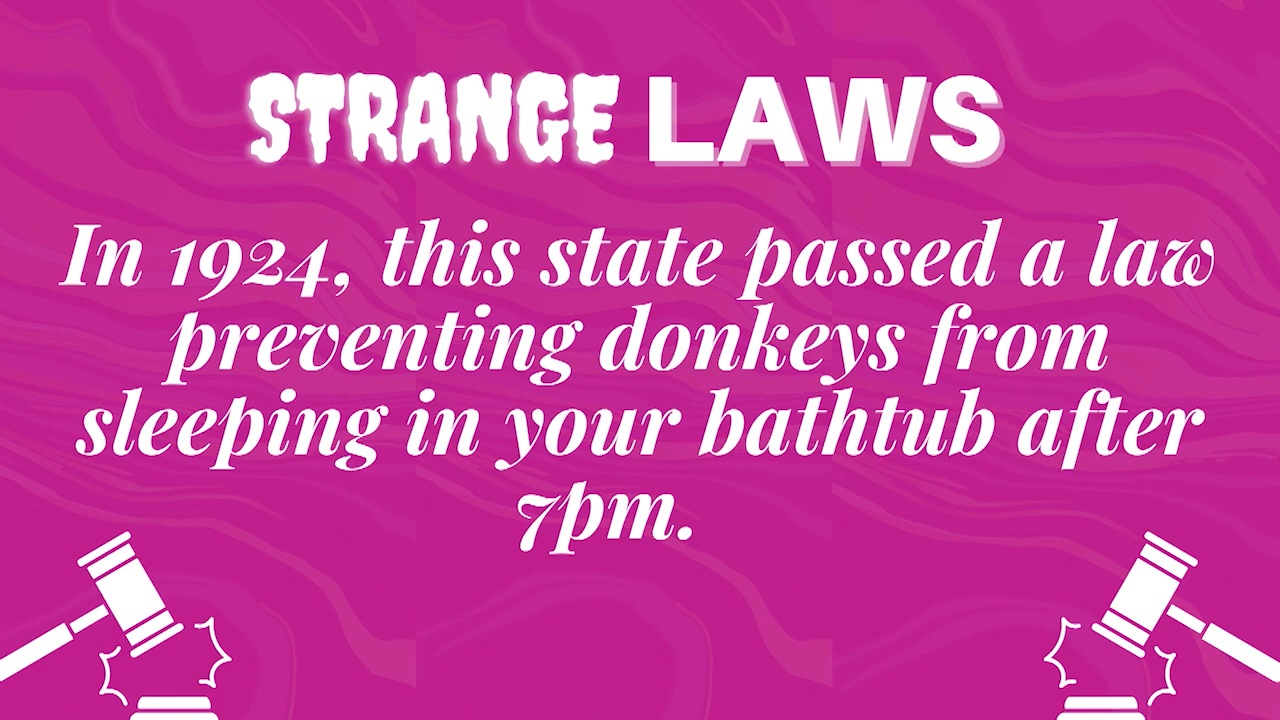 STRANGE LAWS
In 1924, this state passed a law
preventing donkeys from
sleeping in your bathtub after
7pm.